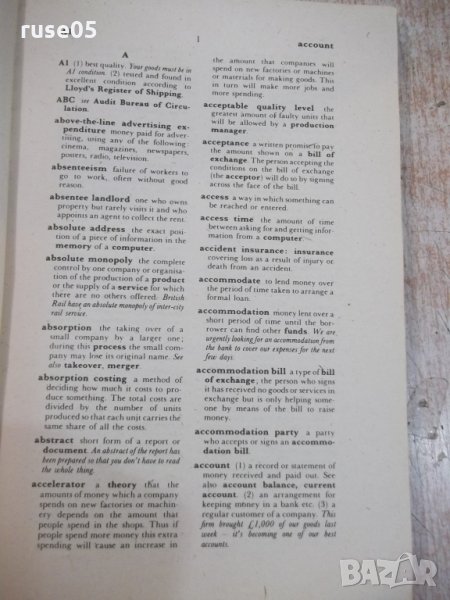 ruse05
1
account
A
A1 (1) best quality. Your goods must be in
A1 condition. (2) tested and found in
excellent condition according to
Lloyd's Register of Shipping.
ABC see Audit Bureau of Circu-
lation.
above-the-line advertising ex-
penditure money paid for adver-
tising, using any of the following
cinema, magazines, newspapers,
posters, radio, television.
absenteeism failure of workers to
go to work, often without good
reason.
absentee landlord one who owns
property but rarely visits it and who
appoints an agent to collect the rent.
absolute address the exact posi-
tion of a piece of information in the
memory of a computer.
absolute monopoly the complete
control by one company or organisa-
tion of the production of a product
or the supply of a service for which
there are no others offered. British
Rail have an absolute monopoly of inter-city
rail service.
absorption the taking over of a
small company by a larger one;
during this process the small com-
pany may lose its original name. See
also takeover, merger.
absorption costing a method of
deciding how much it costs to pro-
duce something. The total costs are
divided by the number of units
produced so that each unit carries the
same share of all the costs.
abstract short form of a report or
document. An abstract of the report has
been prepared so that you don't have to read
the whole thing.
accelerator a theory that the
amounts of money which a company
spends on new factories or machin-
ery depends on the amount that
people spend in the shops. Thus if
people spend more money this extra
spending will cause an increase in
the amount that companies will
spend on new factories or machines
or materials for making goods. This
in turn will make more jobs and
more spending.
acceptable quality level the
greatest amount of faulty units that
will be allowed by a production
manager.
acceptance a written promise to pay
the amount shown on a bill of
exchange. The person accepting the
conditions on the bill of exchange
(the acceptor) will do so by signing
across the face of the bill.
access a way in which something can
be reached or entered.
access time the amount of time
between asking for and getting infor-
mation from a computer.
accident insurance: insurance
covering loss as a result of injury or
death from an accident.
accommodate to lend money over
the period of time taken to arrange a
formal loan.
accommodation money lent over a
short period of time until the bor-
rower can find other funds. We are
urgently looking for an accommodation from
the bank to cover our expenses for the next
few days.
accommodation bill a type of bill
of exchange, the person who signs
it has received no goods or services in
exchange but is only helping some-
one by means of the bill to raise
money.
accommodation party a party
who accepts or signs an accommo-
dation bill.
account (1) a record or statement of
money received and paid out. See
also account balance, current
account. (2) an arrangement for
keeping money in a bank etc. (3) a
regular customer of a company. This
firm brought £1,000 of our goods last
week – it's becoming one of our best
accounts.
BAZAR